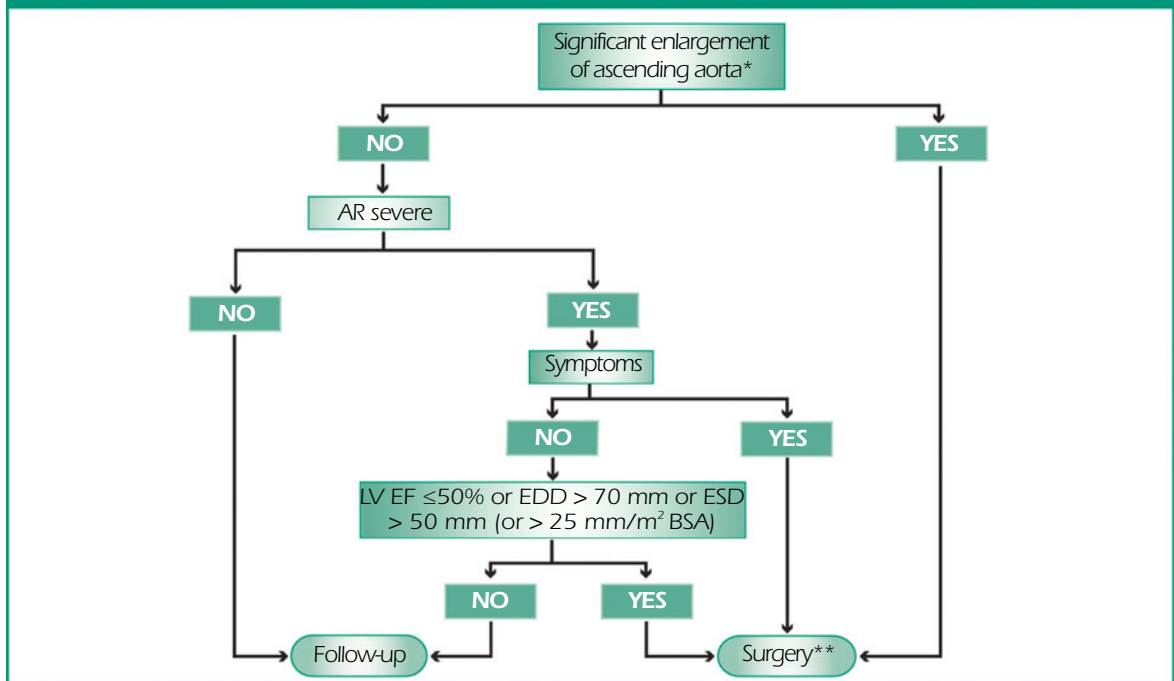 Significant enlargement
of ascending aorta*
NO
YES
AR severe
NO
YES
Symptoms
NO
YES
LV EF ≤50% or EDD > 70 mm or ESD
> 50 mm (or > 25 mm/m² BSA)
NO
YES
Follow-up
Surgery**